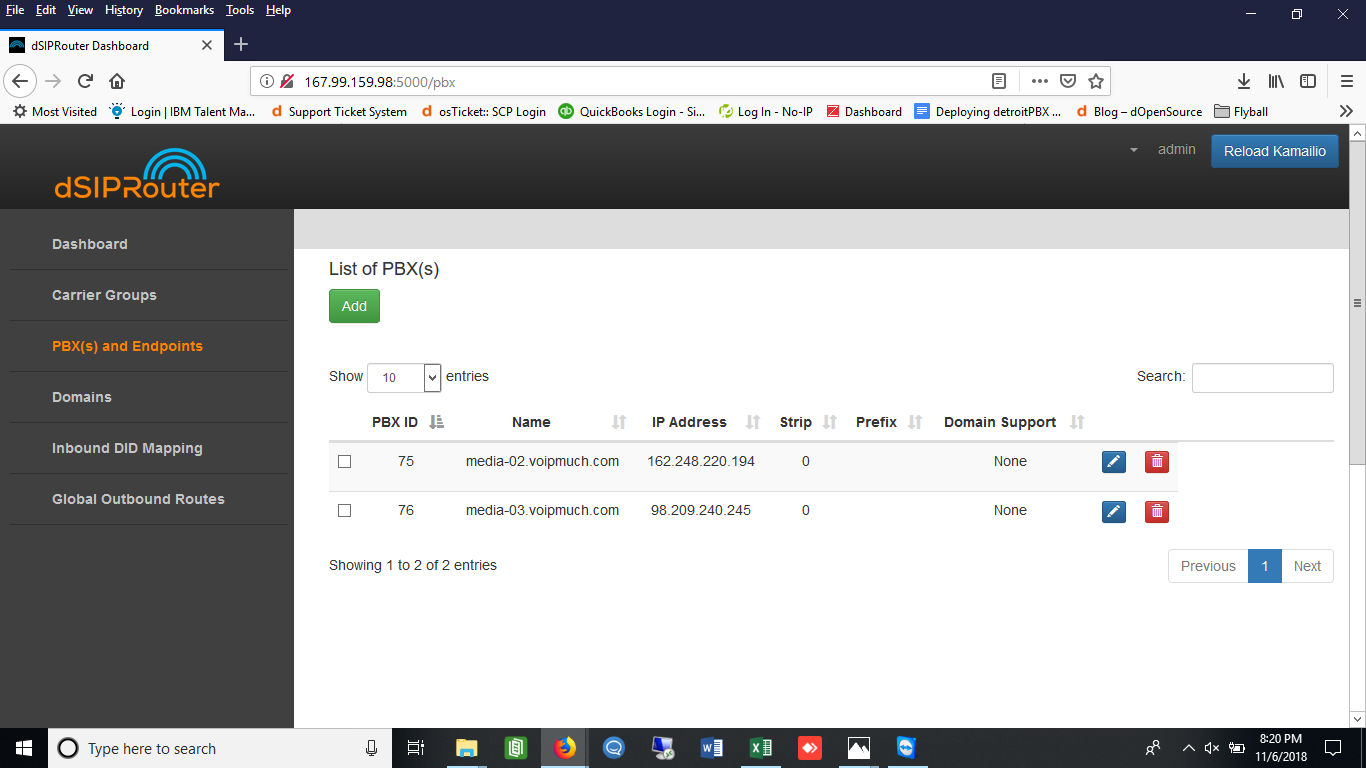 File Edit View History Bookmarks Tools Help
dSIPRouter Dashboard
167.99.159.98:5000/pbx
Most Visited Login | IBM Talent Ma... Support Ticket System osTicket:: SCP Login QuickBooks Login - Si... Log In - No-IP Dashboard Deploying detroitPBX ... Blog – dOpenSource Flyball
dSIPRouter
admin Reload Kamailio
Dashboard
Carrier Groups
PBX(s) and Endpoints
Domains
Inbound DID Mapping
Global Outbound Routes
List of PBX(s)
Add
Show 10 entries Search:
PBX ID Name IP Address Strip Prefix Domain Support
75 media-02.voipmuch.com 162.248.220.194 0 None
76 media-03.voipmuch.com 98.209.240.245 0 None
Showing 1 to 2 of 2 entries
Previous 1 Next
Type here to search
8:20 PM
11/6/2018